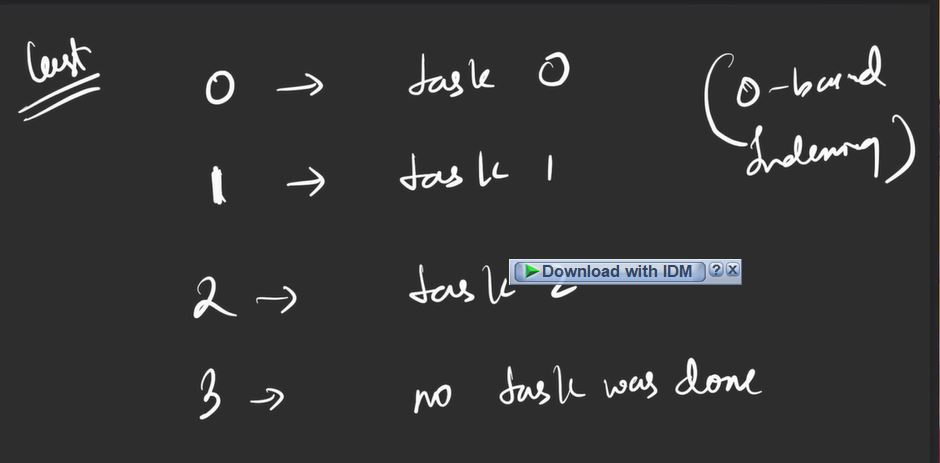 last
0 → task 0
(0-based
Indexing)
1 → task 1
2 → task
Download with IDM ? X
3 → no task was done